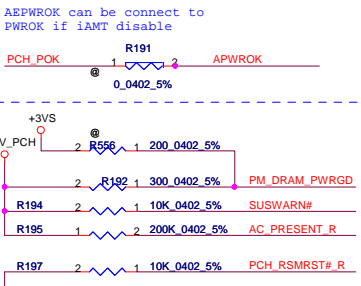 AEPWROK can be connect to
PWROK if iAMT disable
R191
PCH_POK 1 2 APWROK
@
0_0402_5%
+3VS
V_PCH @
2 R556 1 200_0402_5%
2 R192 1 300_0402_5% PM_DRAM_PWRGD
R194 2 1 10K_0402_5% SUSWARN#
R195 1 2 200K_0402_5% AC_PRESENT_R
R197 2 1 10K_0402_5% PCH_RSMRST#_R